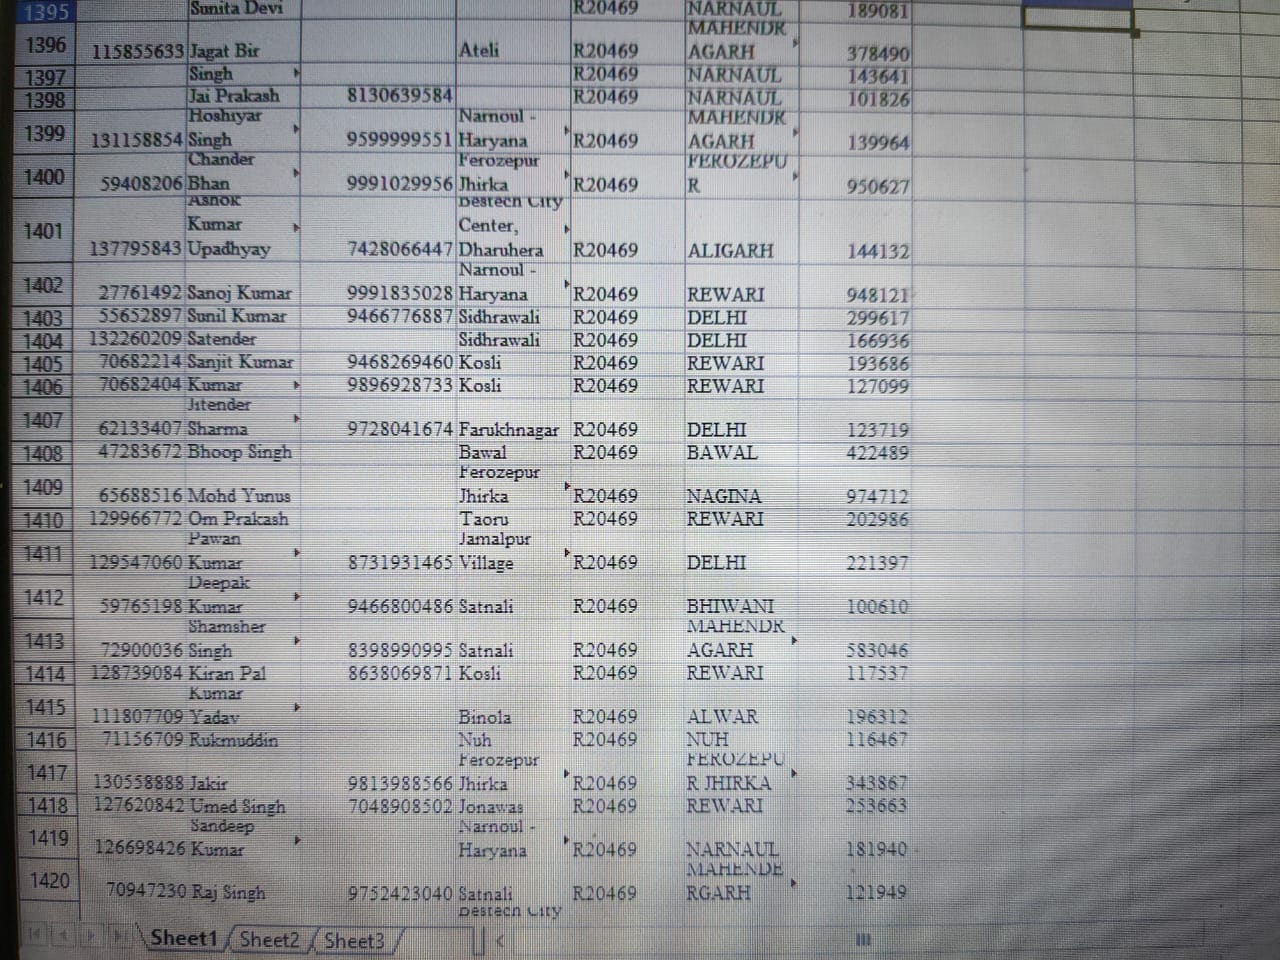 1395 Sunita Devi R20469 NARNAUL 189081
MAHENDR
1396 115855633 Jagat Bir Ateli R20469 AGARH 378490
1397 Singh R20469 NARNAUL 143641
1398 Jai Prakash 8130639584 R20469 NARNAUL 101826
Hoshiyar Narnoul - MAHENDR
1399 131158854 Singh 9599999551 Haryana R20469 AGARH 139964
Chander Ferozepur FEROZEPU
1400 59408206 Bhan 9991029956 Jhirka R20469 R 950627
Ashok Bestech City
Kumar Center,
1401 137795843 Upadhyay 7428066447 Dharuhera R20469 ALIGARH 144132
Narnoul -
1402 27761492 Sanoj Kumar 9991835028 Haryana R20469 REWARI 948121
1403 55652897 Sunil Kumar 9466776887 Sidhrawali R20469 DELHI 299617
1404 132260209 Satender Sidhrawali R20469 DELHI 166936
1405 70682214 Sanjit Kumar 9468269460 Kosli R20469 REWARI 193686
1406 70682404 Kumar 9896928733 Kosli R20469 REWARI 127099
Jitender
1407 62133407 Sharma 9728041674 Farukhnagar R20469 DELHI 123719
1408 47283672 Bhoop Singh Bawal R20469 BAWAL 422489
Ferozepur
1409 65688516 Mohd Yunus Jhirka R20469 NAGINA 974712
1410 129966772 Om Prakash Taoru R20469 REWARI 202986
Pawan Jamalpur
1411 129547060 Kumar 8731931465 Village R20469 DELHI 221397
Deepak
1412 59765198 Kumar 9466800486 Satnali R20469 BHIWANI 100610
Shamsher MAHENDR
1413 72900036 Singh 8398990995 Satnali R20469 AGARH 583046
1414 128739084 Kiran Pal 8638069871 Kosli R20469 REWARI 117537
Kumar
1415 111807709 Yadav Binola R20469 ALWAR 196312
1416 71156709 Rukmuddin Nuh R20469 NUH 116467
Ferozepur FEROZEPU
1417 130558888 Jakir 9813988566 Jhirka R20469 R JHIRKA 343867
1418 127620842 Umed Singh 7048908502 Jonawas R20469 REWARI 253663
Sandeep Narnoul -
1419 126698426 Kumar Haryana R20469 NARNAUL 181940
MAHENDE
1420 70947230 Raj Singh 9752423040 Satnali R20469 RGARH 121949
Bestech City
Sheet1 Sheet2 Sheet3